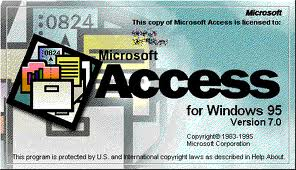 Microsoft
0824
This copy of Microsoft Access is licensed to:
0824
Microsoft
Access
for Windows 95
Version 7.0
Copyright© 1983-1995
Microsoft Corporation
This program is protected by U.S. and International copyright laws as described in Help About.